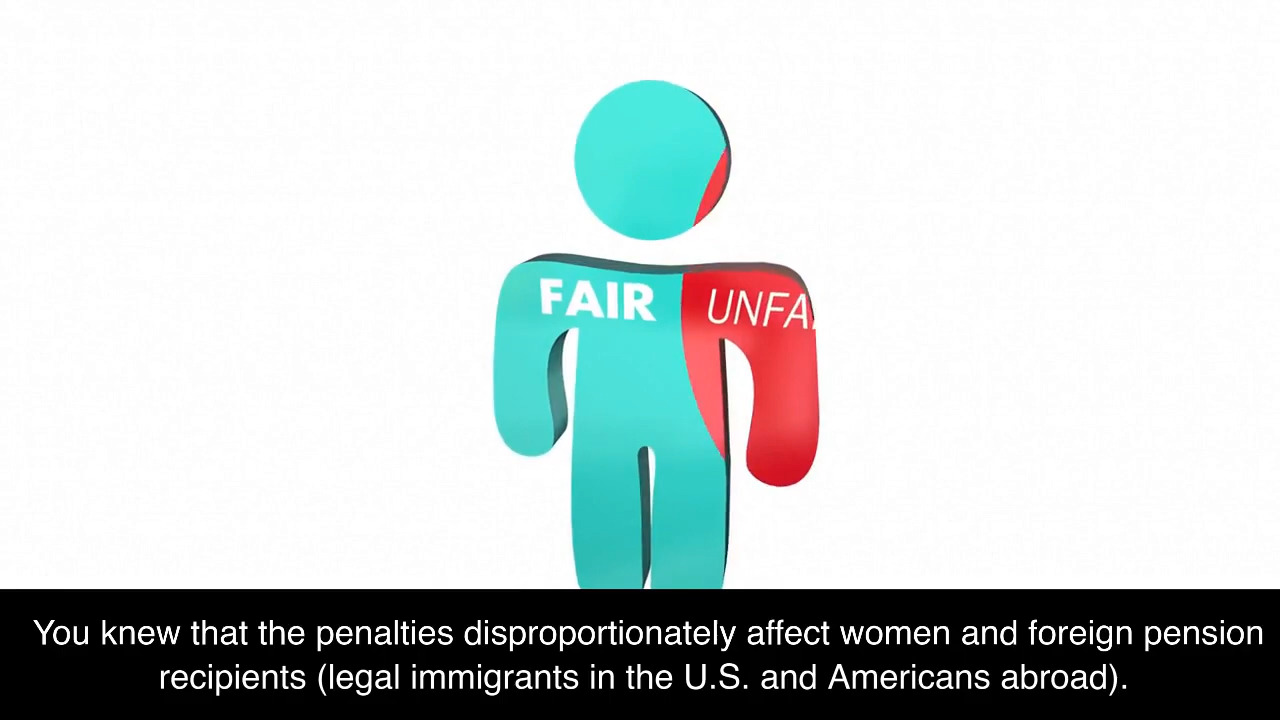 FAIR UNFA
You knew that the penalties disproportionately affect women and foreign pension
recipients (legal immigrants in the U.S. and Americans abroad).